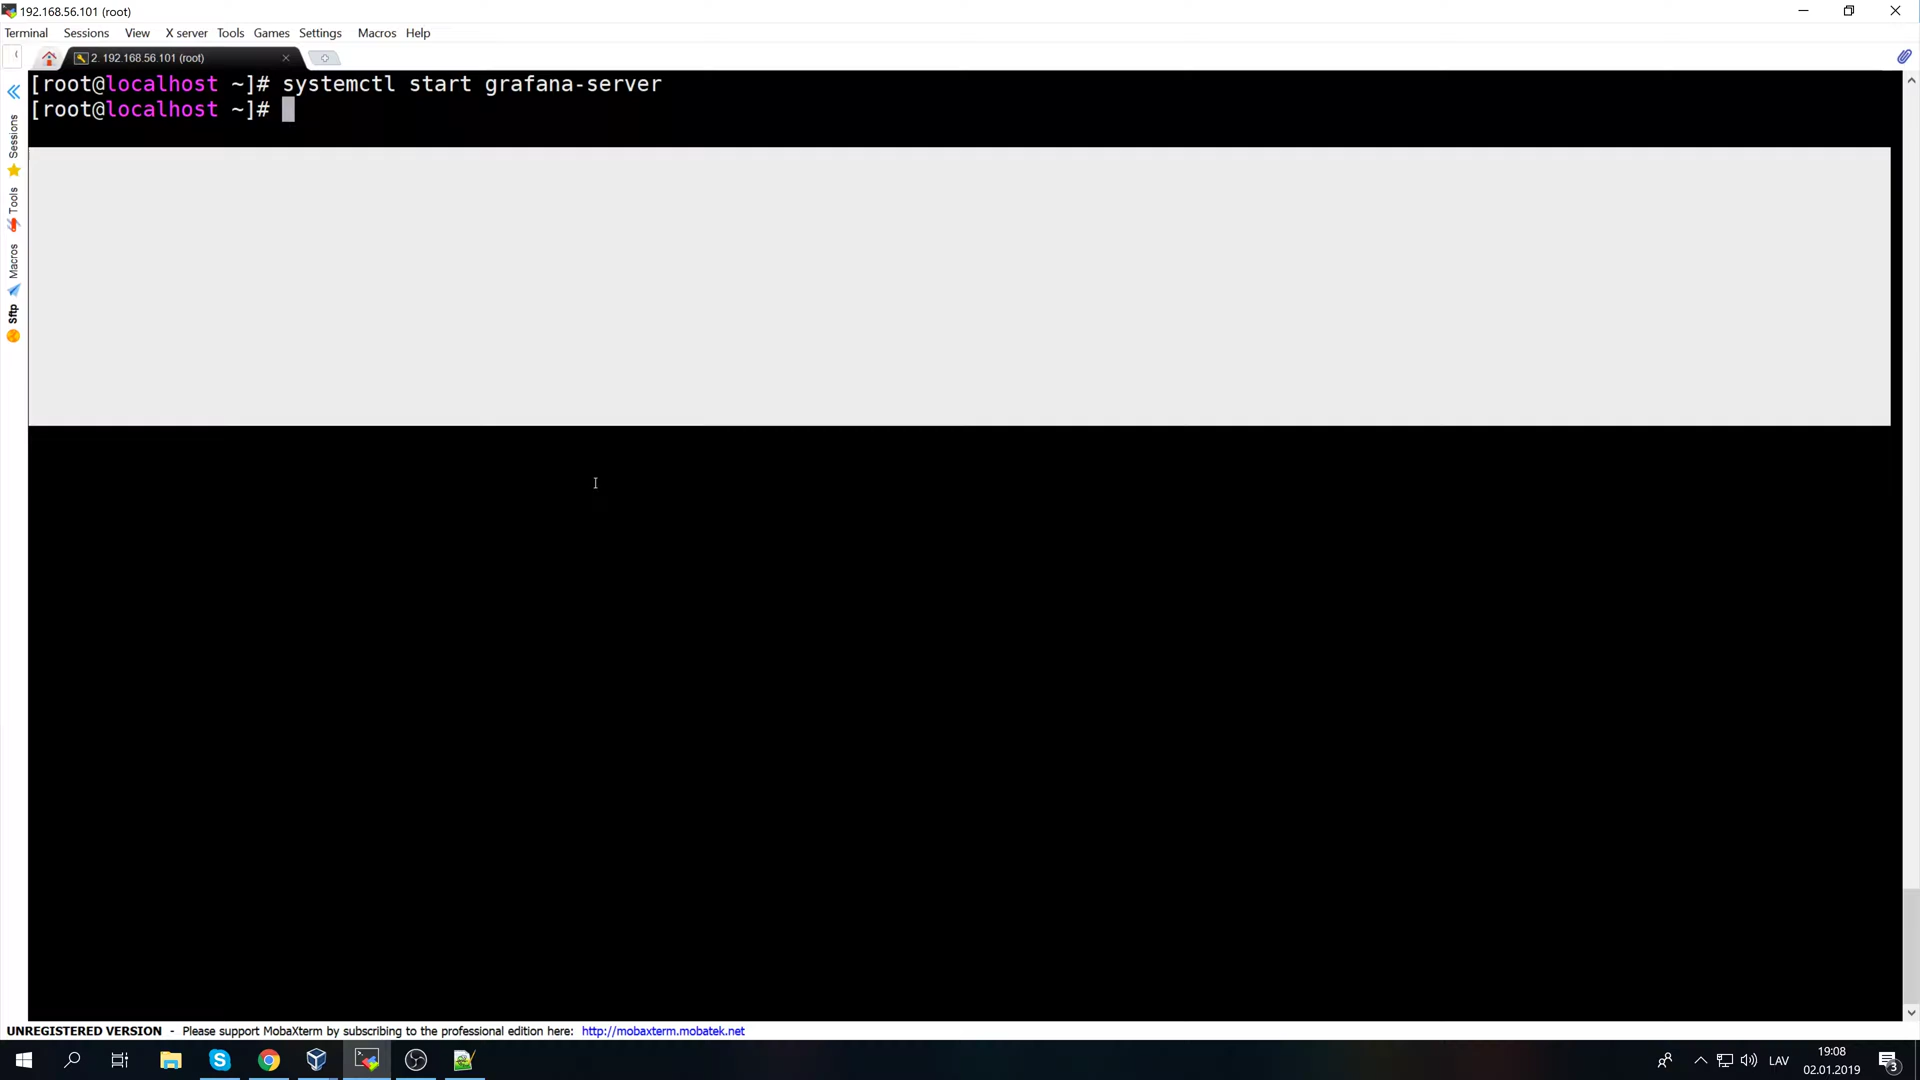 192.168.56.101 (root)
Terminal Sessions View X server Tools Games Settings Macros Help
2. 192.168.56.101 (root)
[root@localhost ~]# systemctl start grafana-server
[root@localhost ~]#
Sessions
Tools
Macros
Sftp
UNREGISTERED VERSION - Please support MobaXterm by subscribing to the professional edition here: http://mobaxterm.mobatek.net
LAV
19:08
02.01.2019
3